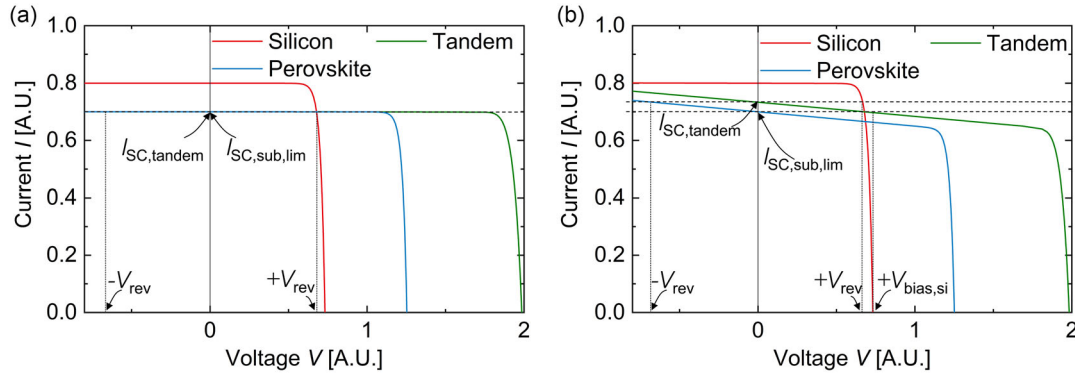 (a)
Silicon
Tandem
Perovskite
1.0
0.8
0.6
0.4
0.2
0.0
Current I [A.U.]
I_SC,tandem
I_SC,sub,lim
-V_rev
+V_rev
0
1
2
Voltage V [A.U.]
(b)
Silicon
Tandem
Perovskite
1.0
0.8
0.6
0.4
0.2
0.0
Current I [A.U.]
I_SC,tandem
I_SC,sub,lim
-V_rev
+V_rev
+V_bias,si
0
1
2
Voltage V [A.U.]